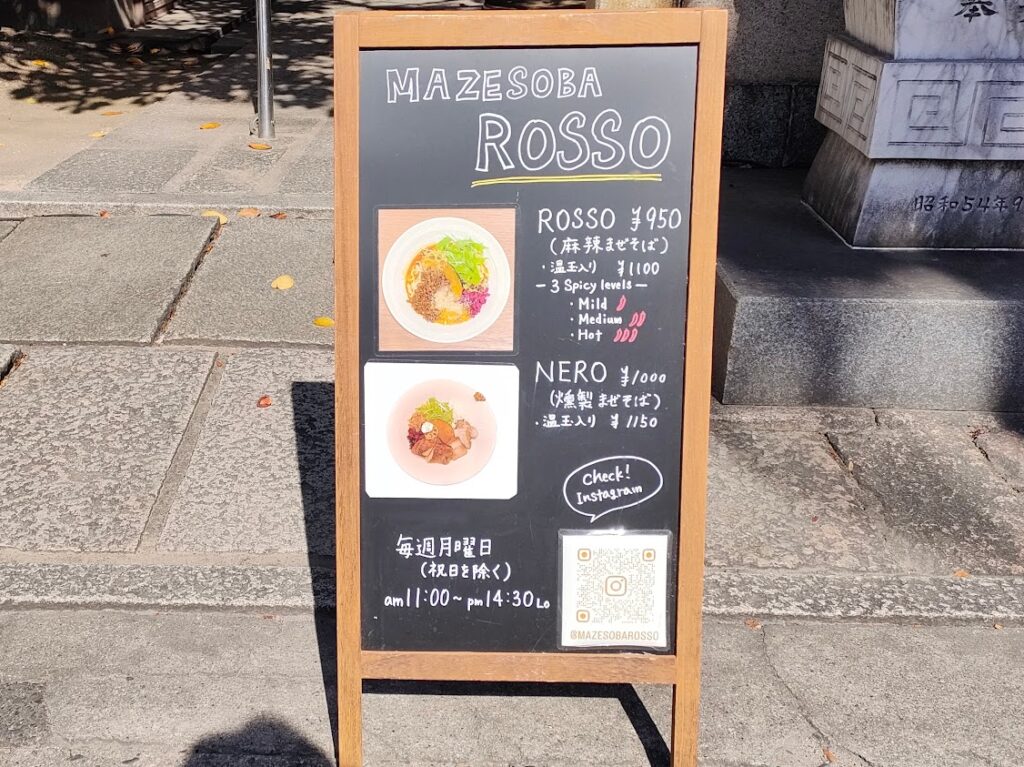 MAZESOBA
ROSSO
ROSSO ¥950
(麻辣まぜそば)
・温玉入り ¥1100
— 3 Spicy levels —
・Mild
・Medium
・Hot
NERO ¥1000
(燻製まぜそば)
・温玉入り ¥1150
Check!
Instagram
毎週月曜日
(祝日を除く)
am11:00~pm14:30Lo
@MAZESOBAROSSO
奉
昭和54年9